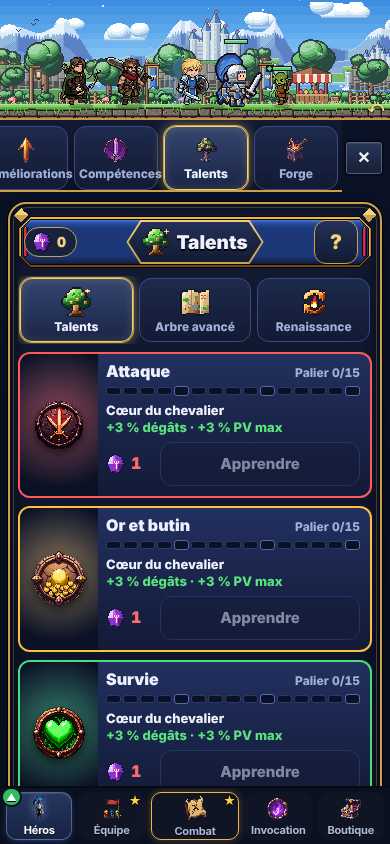 méliorations
Compétences
Talents
Forge
×
0
Talents
?
Talents
Arbre avancé
Renaissance
Attaque
Palier 0/15
Cœur du chevalier
+3 % dégâts · +3 % PV max
1
Apprendre
Or et butin
Palier 0/15
Cœur du chevalier
+3 % dégâts · +3 % PV max
1
Apprendre
Survie
Palier 0/15
Cœur du chevalier
+3 % dégâts · +3 % PV max
1
Apprendre
Héros
Équipe
Combat
Invocation
Boutique